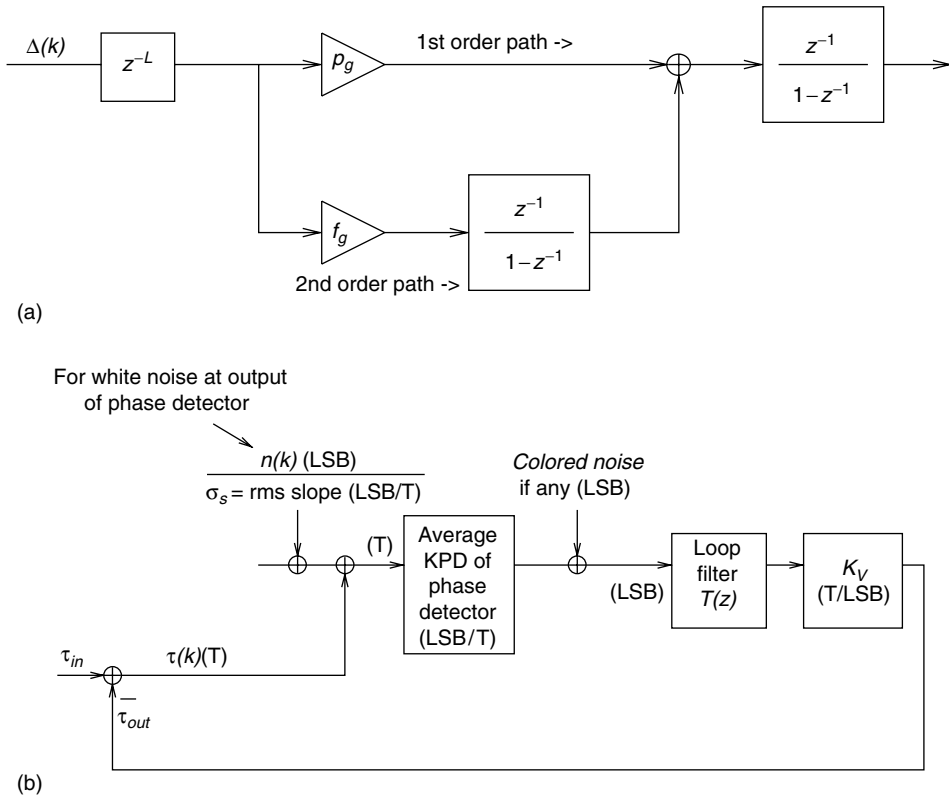 Δ(k)
z⁻ᴸ
p_g
1st order path ->
z⁻¹
1–z⁻¹
f_g
z⁻¹
1–z⁻¹
2nd order path ->
(a)
For white noise at output
of phase detector
n(k) (LSB)
σ_s = rms slope (LSB/T)
Colored noise
if any (LSB)
(T)
Average
KPD of
phase
detector
(LSB/T)
(LSB)
Loop
filter
T(z)
K_V
(T/LSB)
τ_in
τ(k)(T)
–
τ_out
(b)